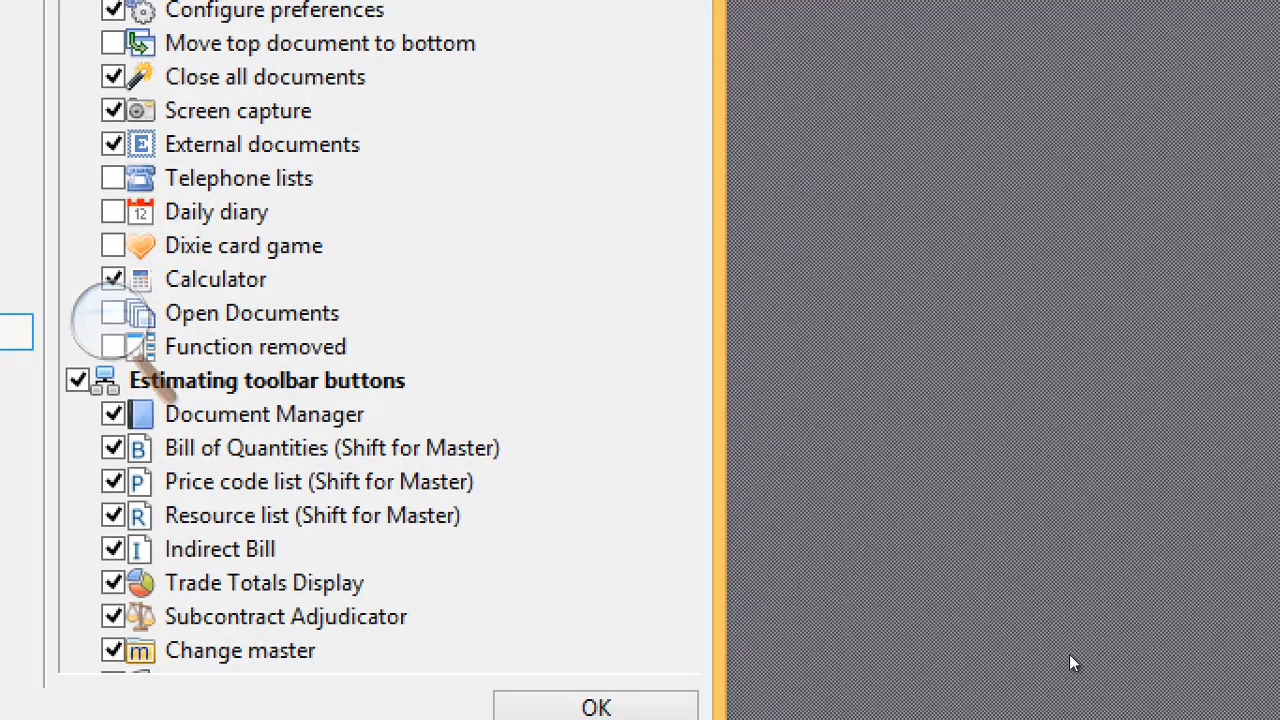 Configure preferences
Move top document to bottom
Close all documents
Screen capture
E External documents
Telephone lists
12 Daily diary
Dixie card game
Calculator
Open Documents
Function removed
Estimating toolbar buttons
Document Manager
B Bill of Quantities (Shift for Master)
P Price code list (Shift for Master)
R Resource list (Shift for Master)
I Indirect Bill
Trade Totals Display
Subcontract Adjudicator
m Change master
OK